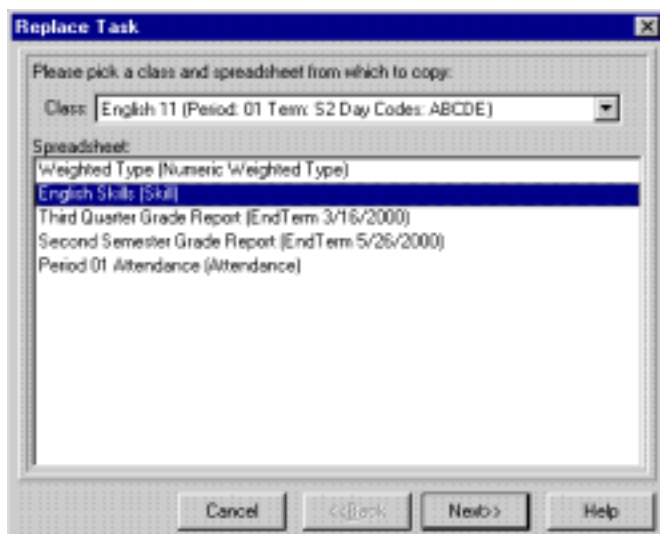 Replace Task
Please pick a class and spreadsheet from which to copy:
Class: English 11 (Period: 01 Term: S2 Day Codes: ABCDE)
Spreadsheet:
Weighted Type (Numeric Weighted Type)
English Skills (Skill)
Third Quarter Grade Report (EndTerm 3/16/2000)
Second Semester Grade Report (EndTerm 5/26/2000)
Period 01 Attendance (Attendance)
Cancel <<Back Next>> Help